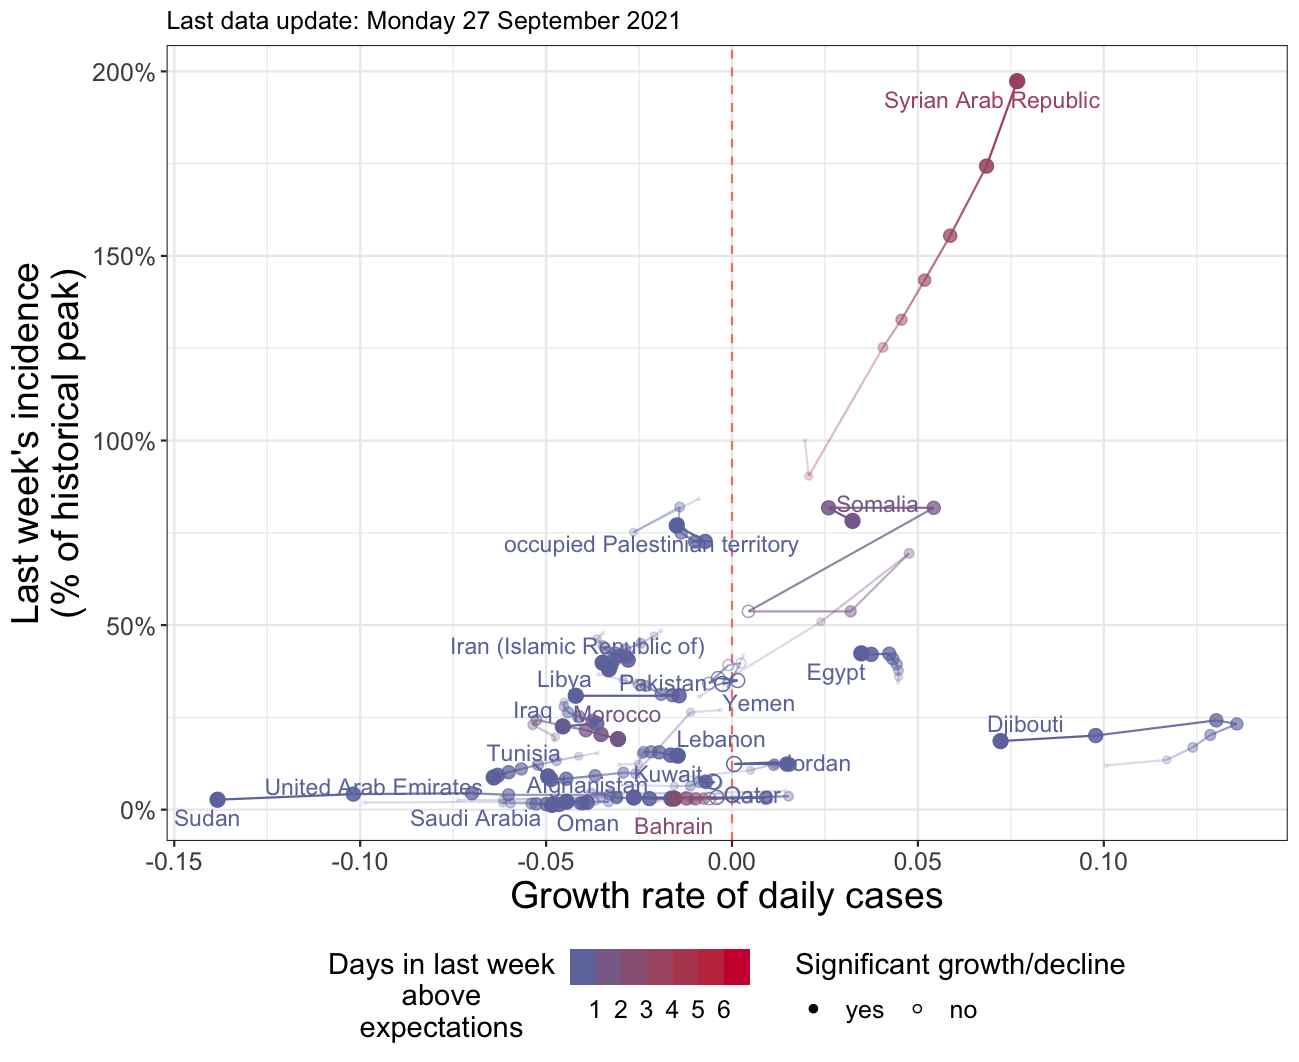 Last data update: Monday 27 September 2021
Last week's incidence
(% of historical peak)
200%
150%
100%
50%
0%
Syrian Arab Republic
Somalia
occupied Palestinian territory
Iran (Islamic Republic of)
Egypt
Libya
Pakistan
Yemen
Iraq
Morocco
Djibouti
Lebanon
Tunisia
Jordan
Kuwait
United Arab Emirates
Afghanistan
Qatar
Sudan
Saudi Arabia
Oman
Bahrain
-0.15
-0.10
-0.05
0.00
0.05
0.10
Growth rate of daily cases
Days in last week
above
expectations
1 2 3 4 5 6
Significant growth/decline
yes
no